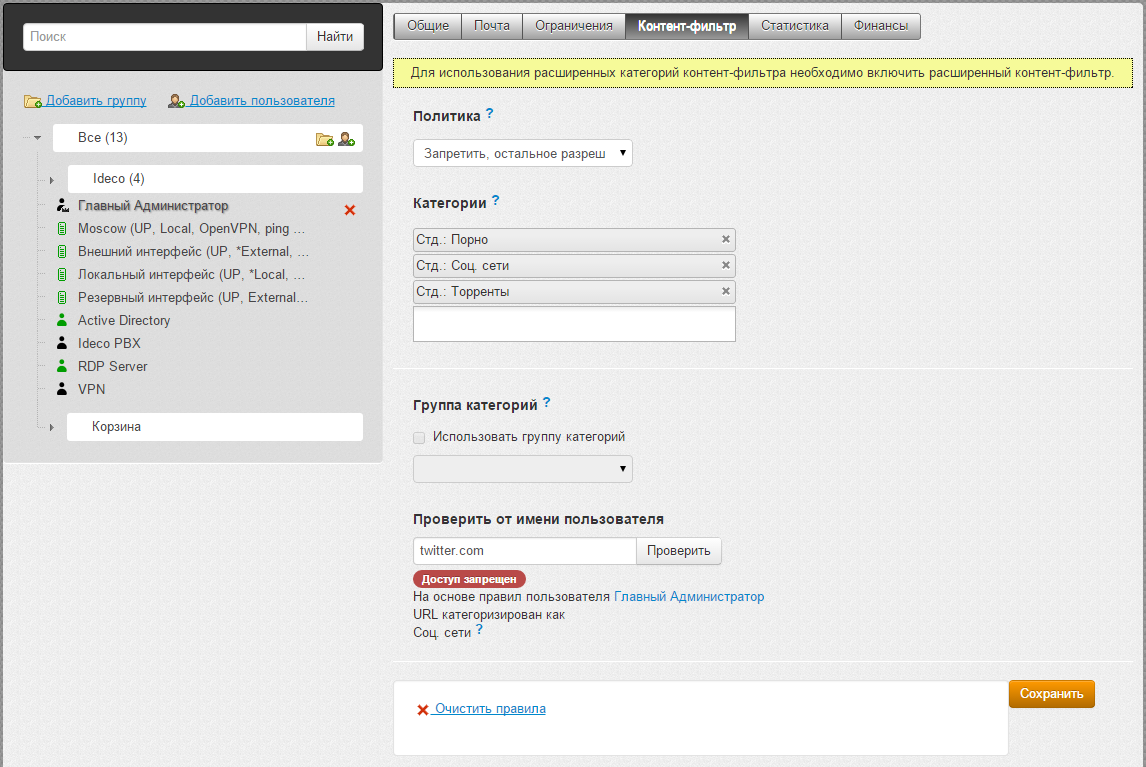 Поиск
Найти
Добавить группу
Добавить пользователя
Все (13)
Ideco (4)
Главный Администратор
Moscow (UP, Local, OpenVPN, ping ...
Внешний интерфейс (UP, *External, ...
Локальный интерфейс (UP, *Local, ...
Резервный интерфейс (UP, External...
Active Directory
Ideco PBX
RDP Server
VPN
Корзина
Общие Почта Ограничения Контент-фильтр Статистика Финансы
Для использования расширенных категорий контент-фильтра необходимо включить расширенный контент-фильтр.
Политика ?
Запретить, остальное разреш
Категории ?
Стд.: Порно
Стд.: Соц. сети
Стд.: Торренты
Группа категорий ?
Использовать группу категорий
Проверить от имени пользователя
twitter.com
Проверить
Доступ запрещен
На основе правил пользователя Главный Администратор
URL категоризирован как
Соц. сети ?
Очистить правила
Сохранить